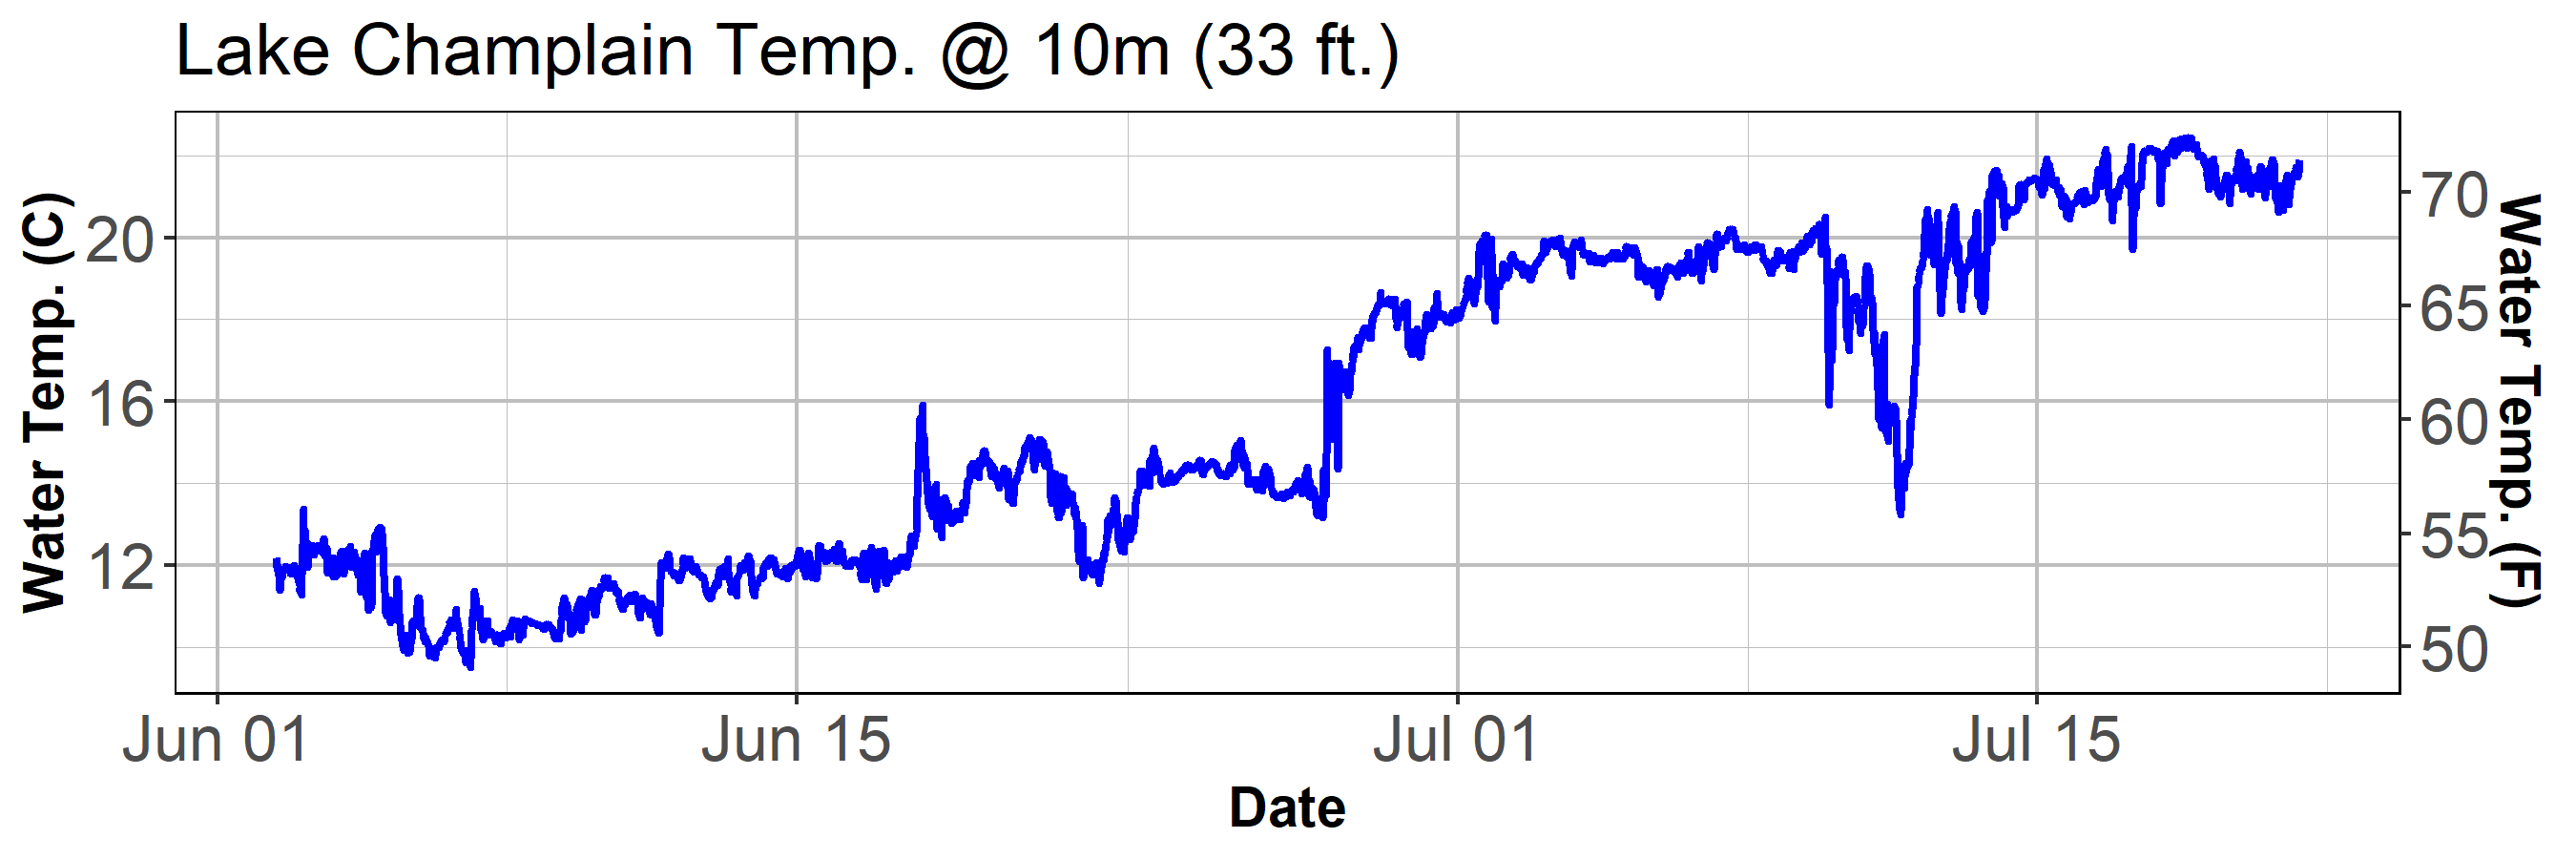 Lake Champlain Temp. @ 10m (33 ft.)
Water Temp. (C)
20
16
12
70
65
60
55
50
Water Temp. (F)
Jun 01
Jun 15
Jul 01
Jul 15
Date